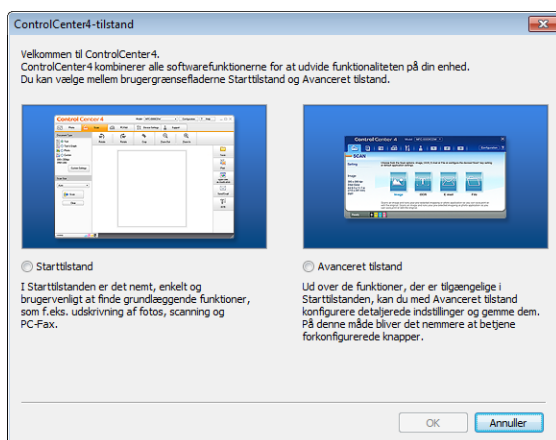 ControlCenter4-tilstand
Velkommen til ControlCenter4.
ControlCenter4 kombinerer alle softwarefunktionerne for at udvide funktionaliteten på din enhed.
Du kan vælge mellem brugergrænsefladerne Starttilstand og Avanceret tilstand.
Control Center 4
Control Center 4
SCAN
Image
OCR
E-mail
File
Starttilstand
I Starttilstanden er det nemt, enkelt og
brugervenligt at finde grundlæggende funktioner,
som f.eks. udskrivning af fotos, scanning og
PC-Fax.
Avanceret tilstand
Ud over de funktioner, der er tilgængelige i
Starttilstanden, kan du med Avanceret tilstand
konfigurere detaljerede indstillinger og gemme dem.
På denne måde bliver det nemmere at betjene
forkonfigurerede knapper.
OK
Annuller